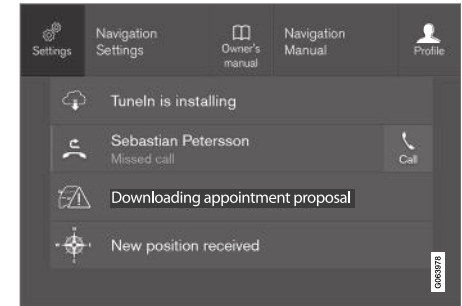 Settings
Navigation
Settings
Owner's
manual
Navigation
Manual
Profile
TuneIn is installing
Sebastian Petersson
Missed call
Call
Downloading appointment proposal
New position received
G063978